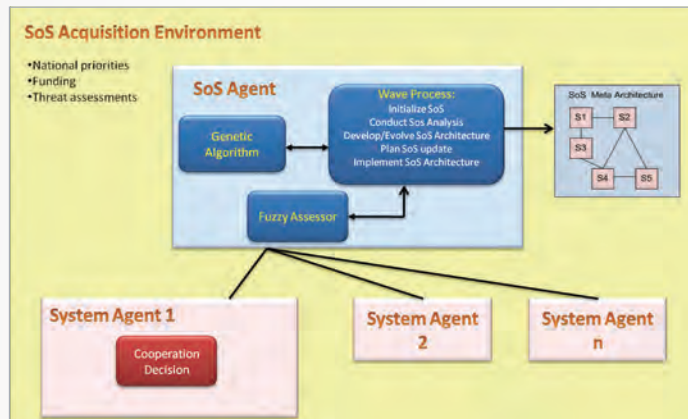 SoS Acquisition Environment
•National priorities
•Funding
•Threat assessments
SoS Agent
Genetic
Algorithm
Wave Process:
Initialize SoS
Conduct Sos Analysis
Develop/Evolve SoS Architecture
Plan SoS update
Implement SoS Architecture
Fuzzy Assessor
SoS Meta Architecture
S1
S2
S3
S4
S5
System Agent 1
Cooperation
Decision
System Agent
2
System Agent
n